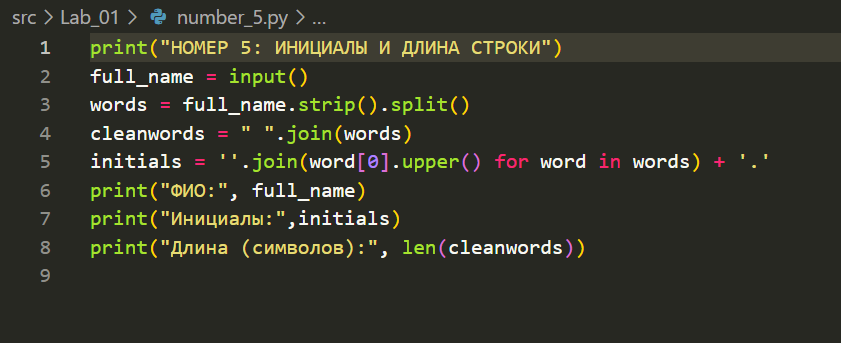 src > Lab_01 > number_5.py > ...
1 print("НОМЕР 5: ИНИЦИАЛЫ И ДЛИНА СТРОКИ")
2 full_name = input()
3 words = full_name.strip().split()
4 cleanwords = " ".join(words)
5 initials = ''.join(word[0].upper() for word in words) + '.'
6 print("ФИО:", full_name)
7 print("Инициалы:",initials)
8 print("Длина (символов):", len(cleanwords))
9